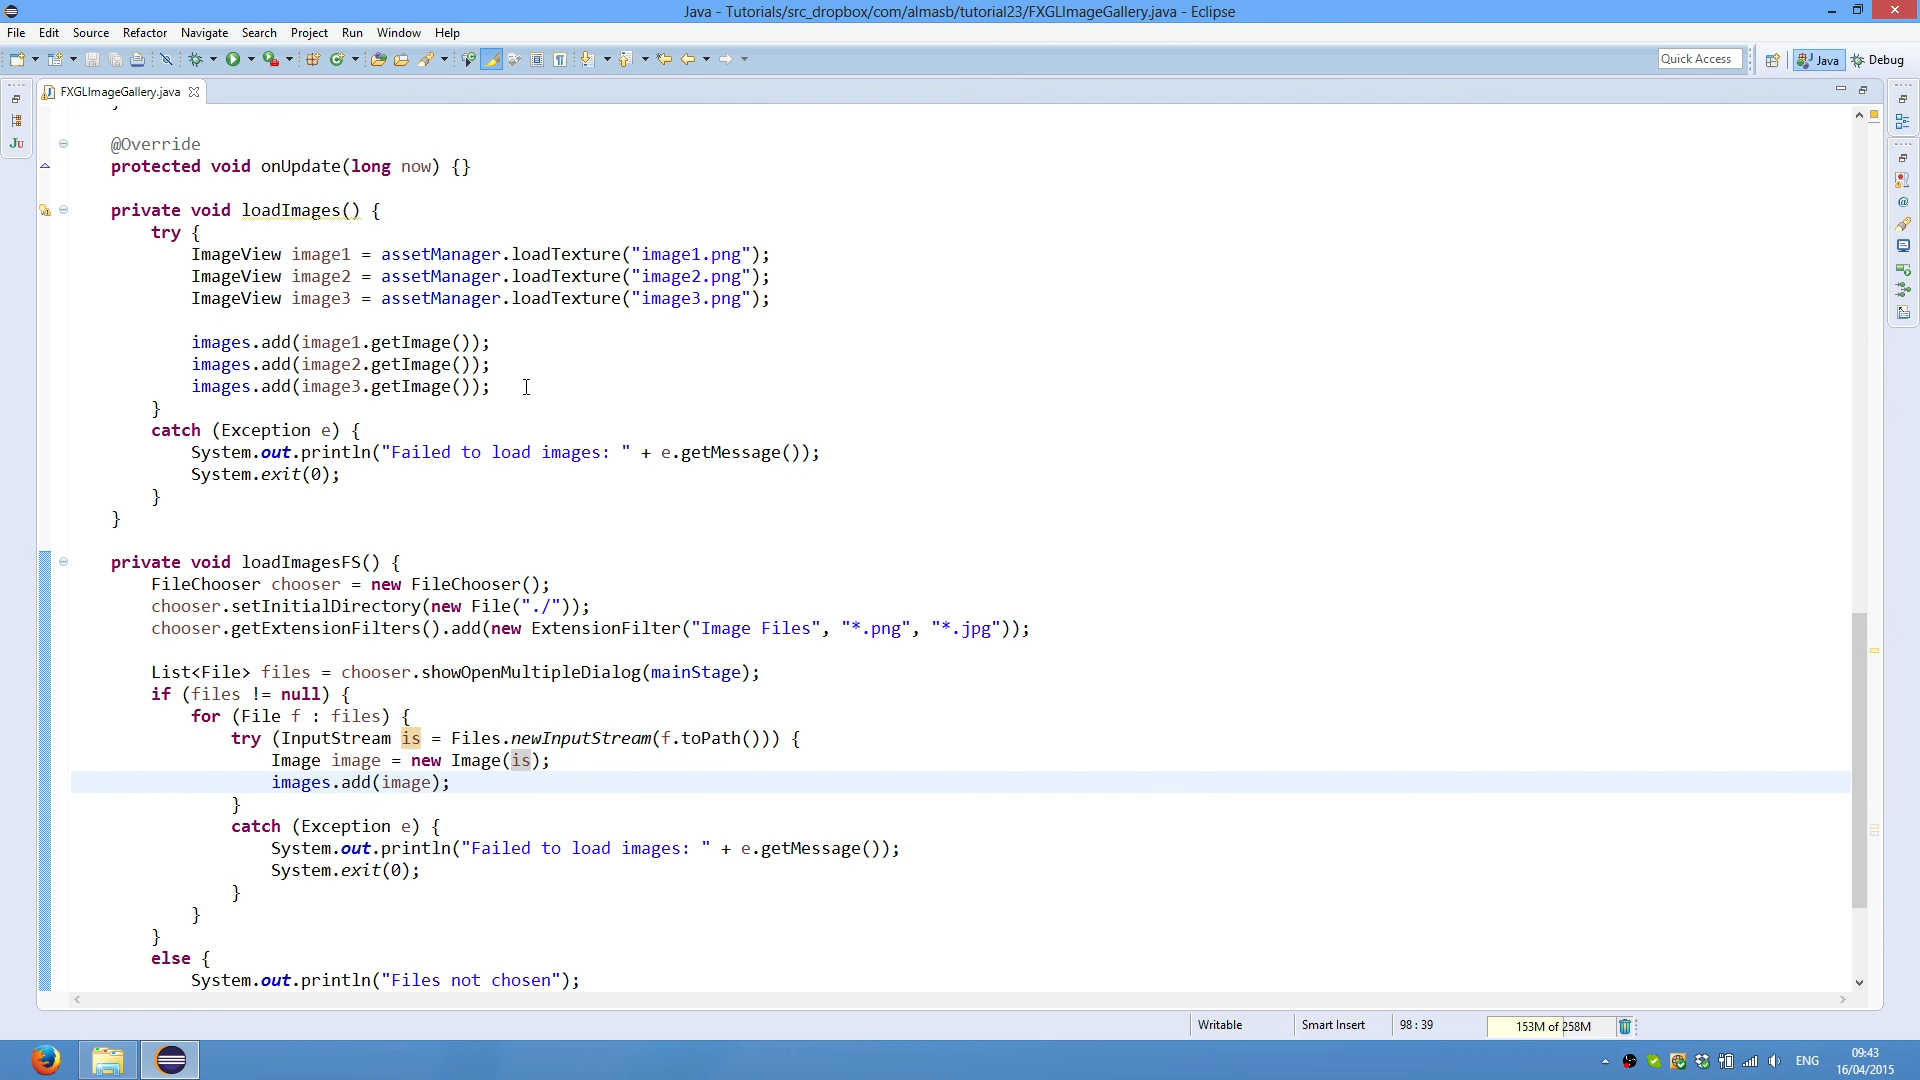 Java - Tutorials/src_dropbox/com/almasb/tutorial23/FXGLImageGallery.java - Eclipse
File Edit Source Refactor Navigate Search Project Run Window Help
Quick Access
Java
Debug
FXGLImageGallery.java
@Override
protected void onUpdate(long now) {}
private void loadImages() {
try {
ImageView image1 = assetManager.loadTexture("image1.png");
ImageView image2 = assetManager.loadTexture("image2.png");
ImageView image3 = assetManager.loadTexture("image3.png");
images.add(image1.getImage());
images.add(image2.getImage());
images.add(image3.getImage());
}
catch (Exception e) {
System.out.println("Failed to load images: " + e.getMessage());
System.exit(0);
}
}
private void loadImagesFS() {
FileChooser chooser = new FileChooser();
chooser.setInitialDirectory(new File("./"));
chooser.getExtensionFilters().add(new ExtensionFilter("Image Files", "*.png", "*.jpg"));
List<File> files = chooser.showOpenMultipleDialog(mainStage);
if (files != null) {
for (File f : files) {
try (InputStream is = Files.newInputStream(f.toPath())) {
Image image = new Image(is);
images.add(image);
}
catch (Exception e) {
System.out.println("Failed to load images: " + e.getMessage());
System.exit(0);
}
}
}
else {
System.out.println("Files not chosen");
Writable
Smart Insert
98 : 39
153M of 258M
ENG
09:43
16/04/2015